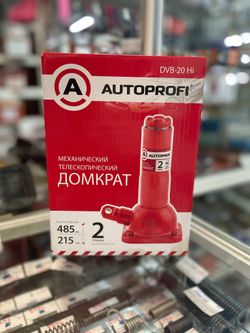 DVB-20 Hi
A AUTOPROFI
МЕХАНИЧЕСКИЙ
ТЕЛЕСКОПИЧЕСКИЙ
ДОМКРАТ
485
215
2
2